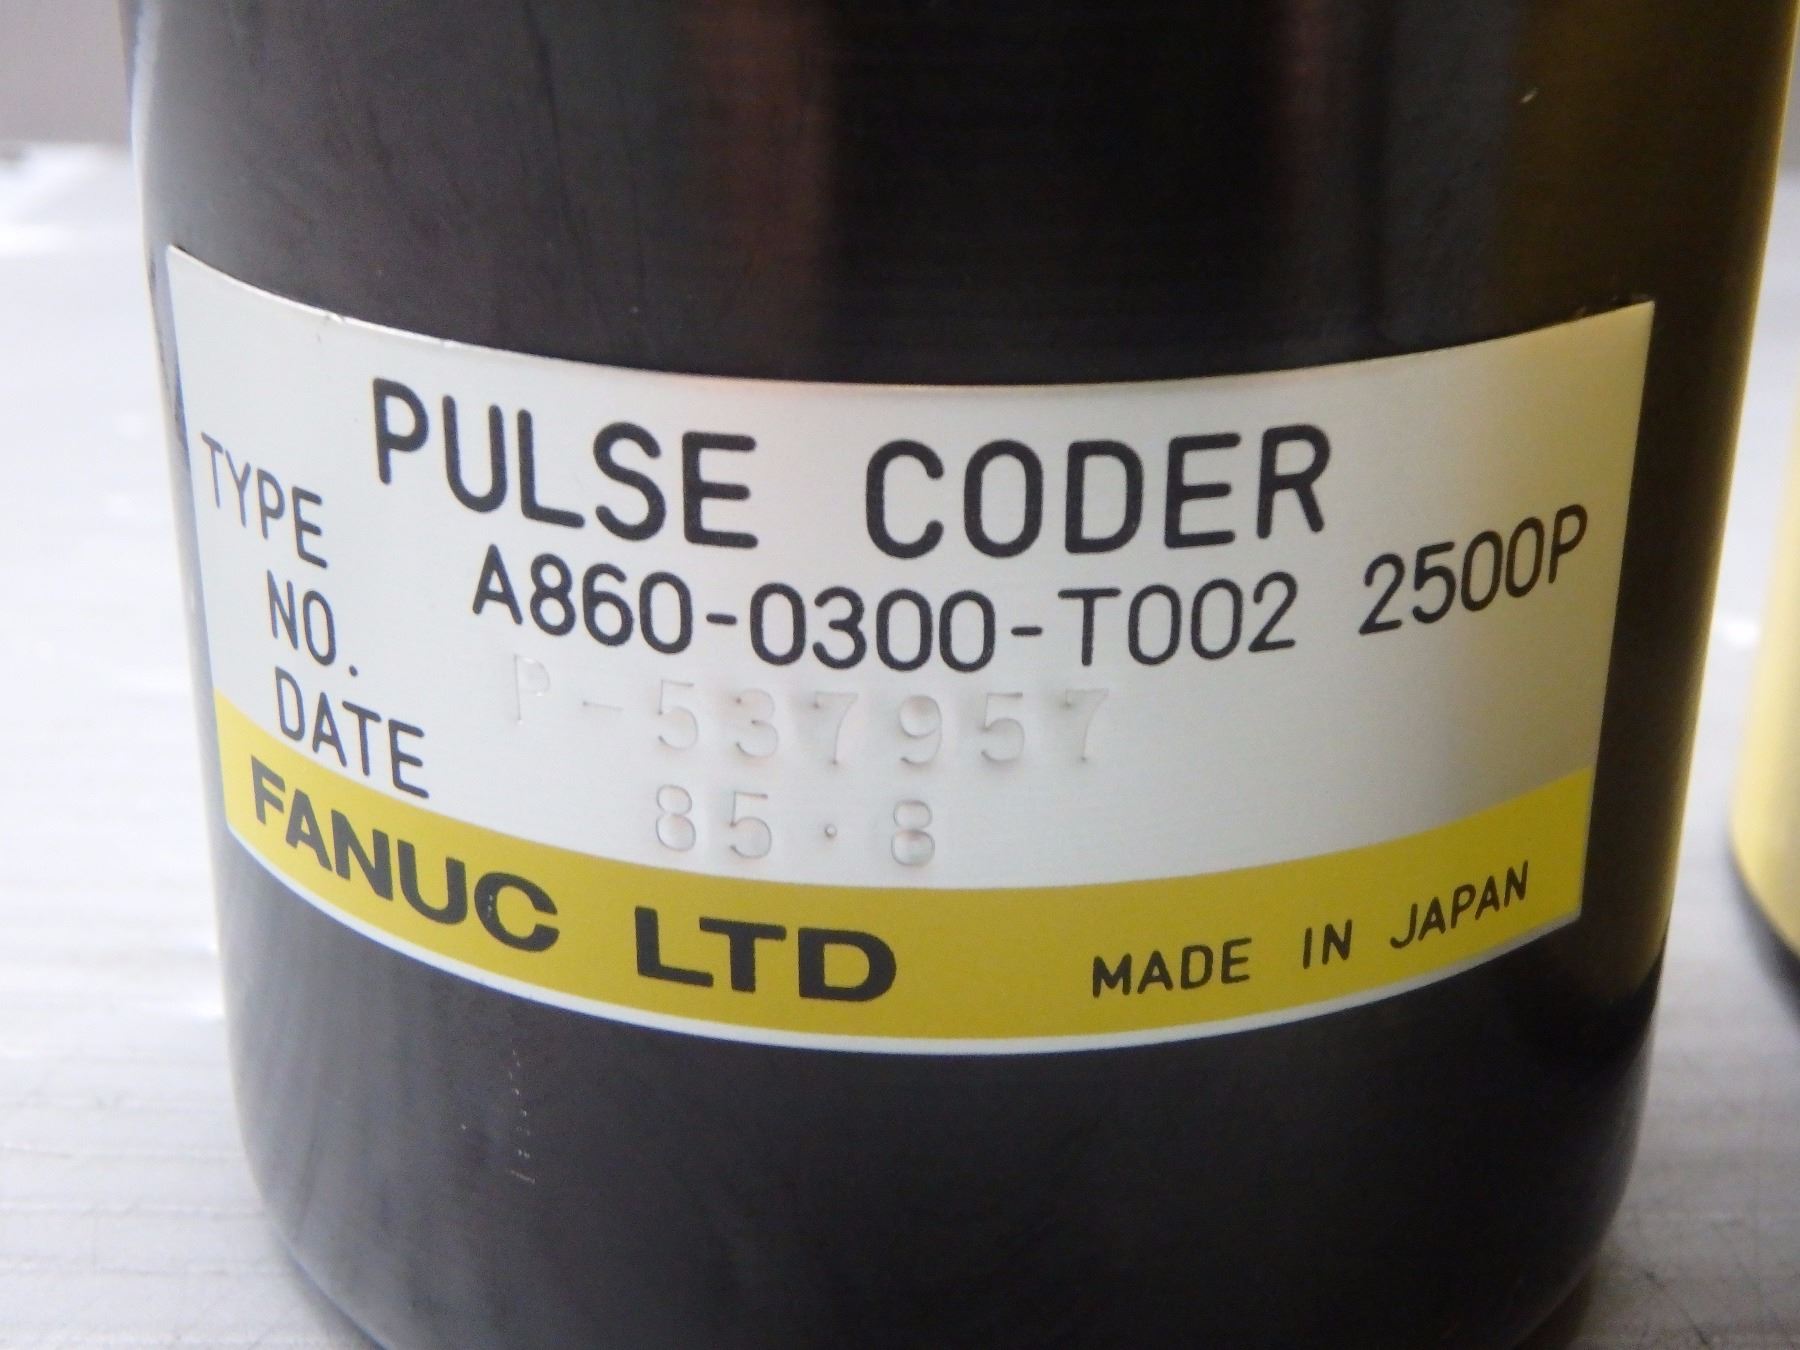 PULSE CODER
TYPE A860-0300-T002 2500P
NO. P-537957
DATE 85.8
FANUC LTD MADE IN JAPAN